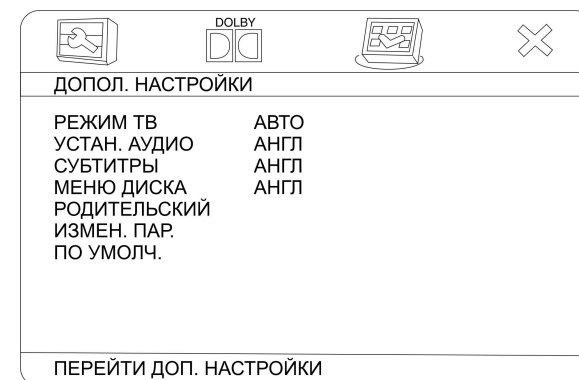 DOLBY
ДОПОЛ. НАСТРОЙКИ
РЕЖИМ ТВ АВТО
УСТАН. АУДИО АНГЛ
СУБТИТРЫ АНГЛ
МЕНЮ ДИСКА АНГЛ
РОДИТЕЛЬСКИЙ
ИЗМЕН. ПАР.
ПО УМОЛЧ.
ПЕРЕЙТИ ДОП. НАСТРОЙКИ